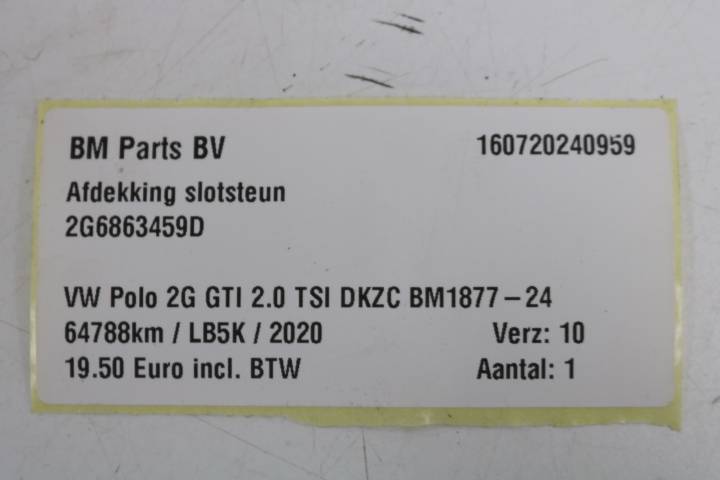 BM Parts BV 160720240959
Afdekking slotsteun
2G6863459D
VW Polo 2G GTI 2.0 TSI DKZC BM1877-24
64788km / LB5K / 2020 Verz: 10
19.50 Euro incl. BTW Aantal: 1